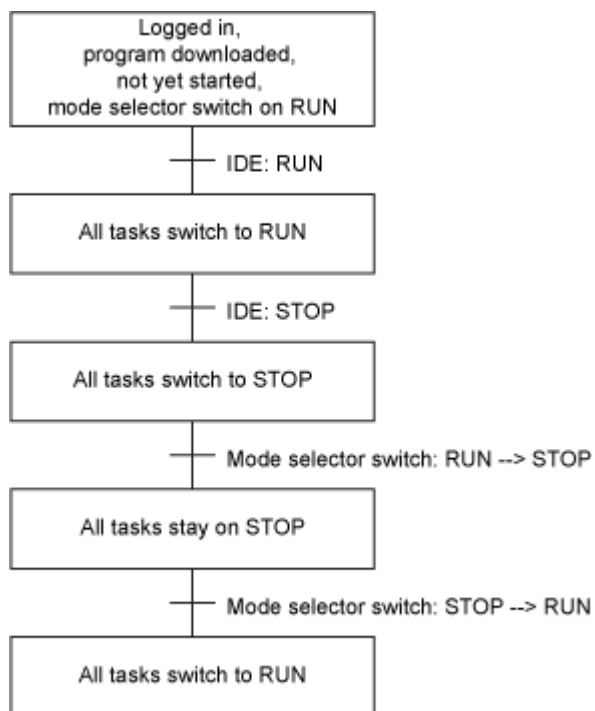 Logged in,
program downloaded,
not yet started,
mode selector switch on RUN
IDE: RUN
All tasks switch to RUN
IDE: STOP
All tasks switch to STOP
Mode selector switch: RUN --> STOP
All tasks stay on STOP
Mode selector switch: STOP --> RUN
All tasks switch to RUN